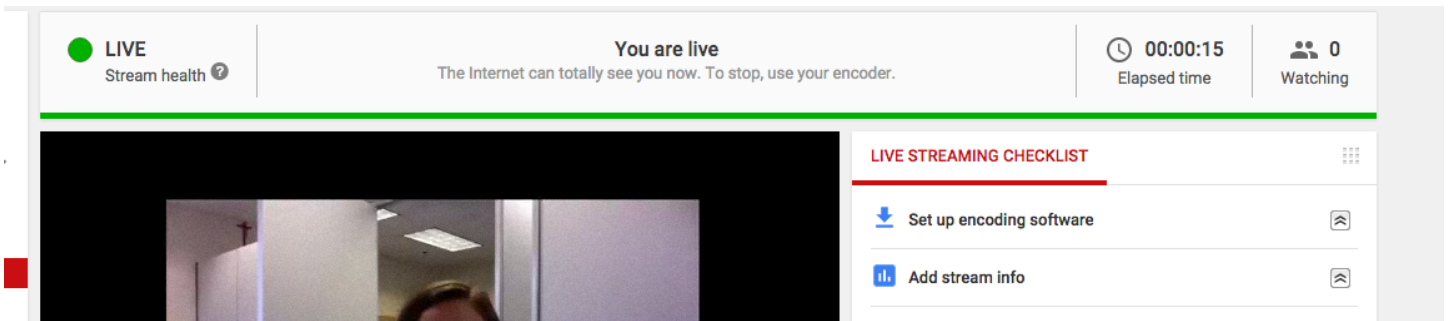 LIVE
Stream health ?
You are live
The Internet can totally see you now. To stop, use your encoder.
00:00:15
Elapsed time
0
Watching
LIVE STREAMING CHECKLIST
Set up encoding software
Add stream info